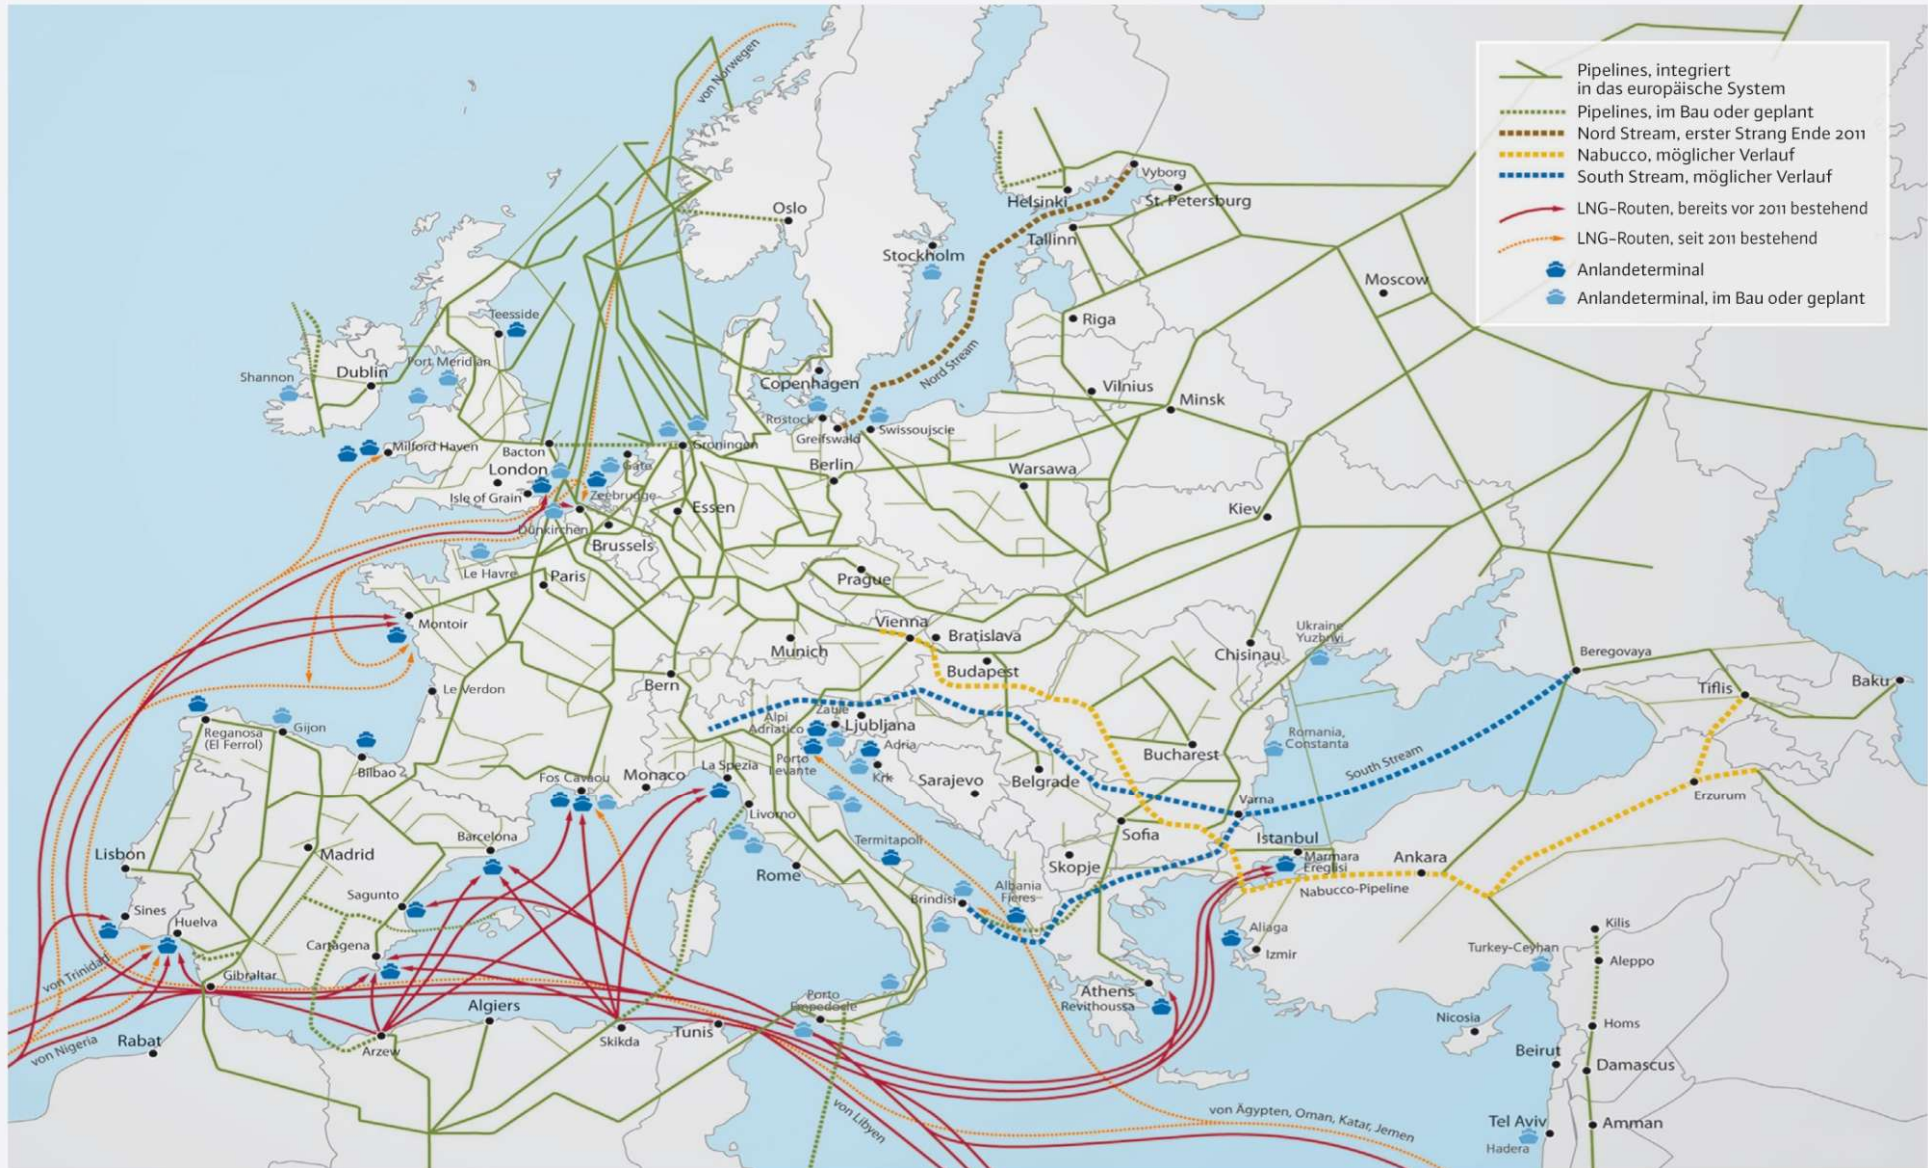 Pipelines, integriert
in das europäische System
Pipelines, im Bau oder geplant
Nord Stream, erster Strang Ende 2011
Nabucco, möglicher Verlauf
South Stream, möglicher Verlauf
LNG-Routen, bereits vor 2011 bestehend
LNG-Routen, seit 2011 bestehend
Anlandeterminal
Anlandeterminal, im Bau oder geplant
von Norwegen
Oslo
Helsinki
Vyborg
St. Petersburg
Tallinn
Stockholm
Moscow
Riga
Teesside
Port Meridian
Dublin
Shannon
Nord Stream
Copenhagen
Vilnius
Minsk
Rostock
Greifswald
Swissoujscie
Milford Haven
Bacton
Groningen
London
Gate
Berlin
Warsawa
Isle of Grain
Zeebrugge
Essen
Kiev
Dünkirchen
Brussels
Le Havre
Paris
Prague
Montoir
Vienna
Bratislava
Munich
Budapest
Chisinau
Ukraine
Yuzbnyi
Beregovaya
Bern
Le Verdon
Tiflis
Baku
Reganosa
(El Ferrol)
Gijon
Alpi
Adriatico
Zaule
Ljubljana
Adria
Krk
Porto
Levante
Bucharest
Romania,
Constanta
South Stream
Bilbao
Fos Cavaou
Monaco
La Spezia
Sarajevo
Belgrade
Erzurum
Livorno
Varna
Sofia
Istanbul
Marmara
Ereglisi
Ankara
Nabucco-Pipeline
Barcelona
Termitapoli
Skopje
Lisbon
Madrid
Rome
Sagunto
Brindisi
Albania
Fieres
Sines
Huelva
Aliaga
Izmir
Kilis
Turkey-Ceyhan
Aleppo
Cartagena
Gibraltar
von Trinidad
Athens
Revithoussa
Porto
Empedocle
Algiers
Nicosia
Homs
von Nigeria
Rabat
Arzew
Skikda
Tunis
Beirut
Damascus
von Libyen
von Ägypten, Oman, Katar, Jemen
Tel Aviv
Hadera
Amman